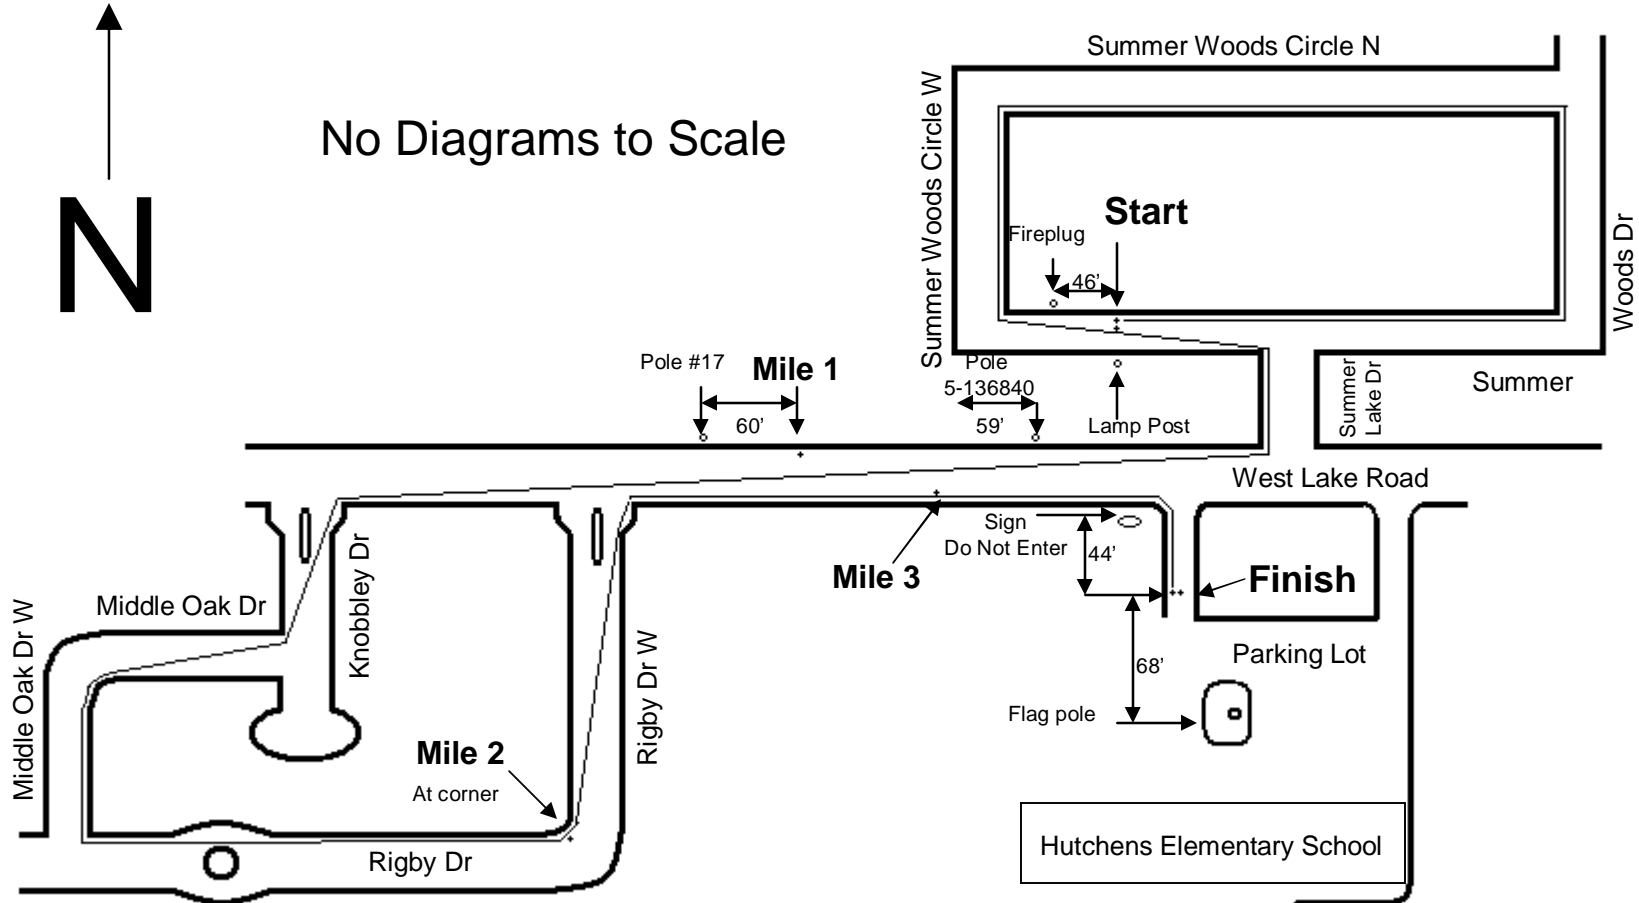 Summer Woods Circle N
Summer Woods Circle W
No Diagrams to Scale
N
Start
Fireplug
46’
Woods Dr
Pole #17
Mile 1
60’
Pole
5-136840
59’
Lamp Post
Summer
Lake Dr
Summer
West Lake Road
Sign
Do Not Enter
44’
Mile 3
Finish
Knobbley Dr
Middle Oak Dr
Middle Oak Dr W
Rigby Dr W
68’
Parking Lot
Flag pole
Mile 2
At corner
Rigby Dr
Hutchens Elementary School